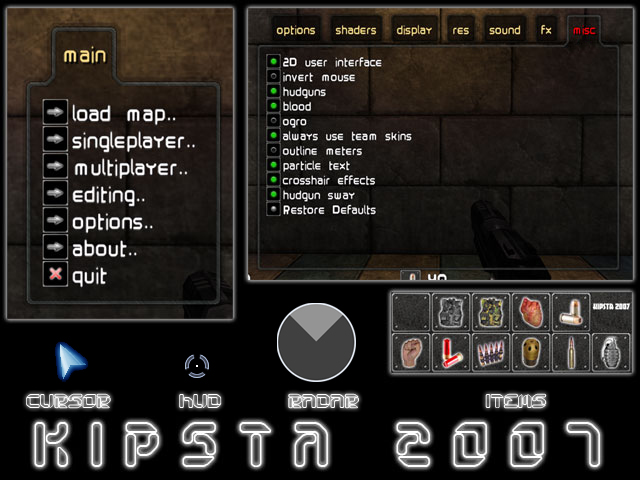 main
load map..
singleplayer..
multiplayer..
editing..
options..
about..
quit
options shaders display res sound fx misc
2D user interface
invert mouse
hudguns
blood
ogro
always use team skins
outline meters
particle text
crosshair effects
hudgun sway
Restore Defaults
KIPSTA 2007
CURSOR hUD RADAR ITEMS
KIPSTA 2007